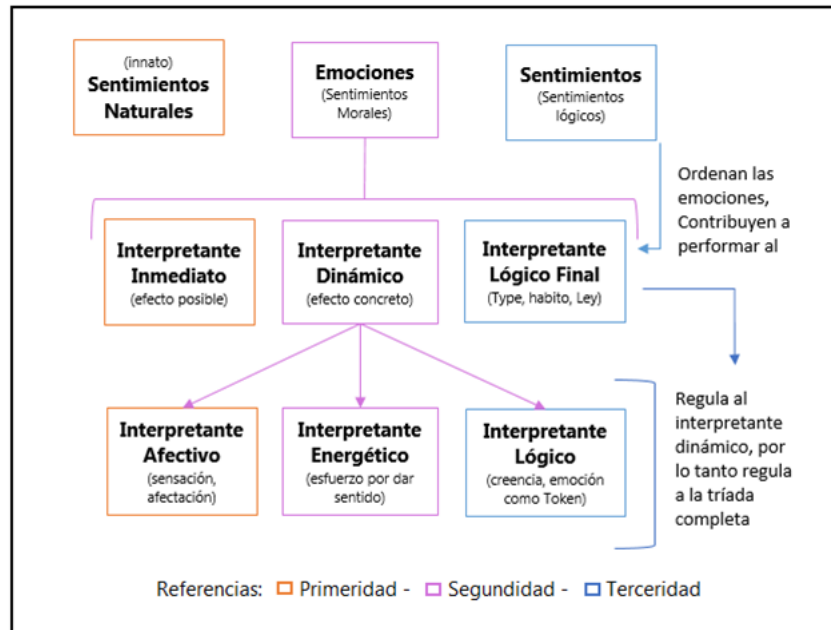 (innato)
Sentimientos
Naturales
Emociones
(Sentimientos
Morales)
Sentimientos
(Sentimientos
lógicos)
Ordenan las
emociones,
Contribuyen a
performar al
Interpretante
Inmediato
(efecto posible)
Interpretante
Dinámico
(efecto concreto)
Interpretante
Lógico Final
(Type, habito, Ley)
Interpretante
Afectivo
(sensación,
afectación)
Interpretante
Energético
(esfuerzo por dar
sentido)
Interpretante
Lógico
(creencia, emoción
como Token)
Regula al
interpretante
dinámico, por
lo tanto regula
a la tríada
completa
Referencias: Primeridad - Segundidad - Terceridad